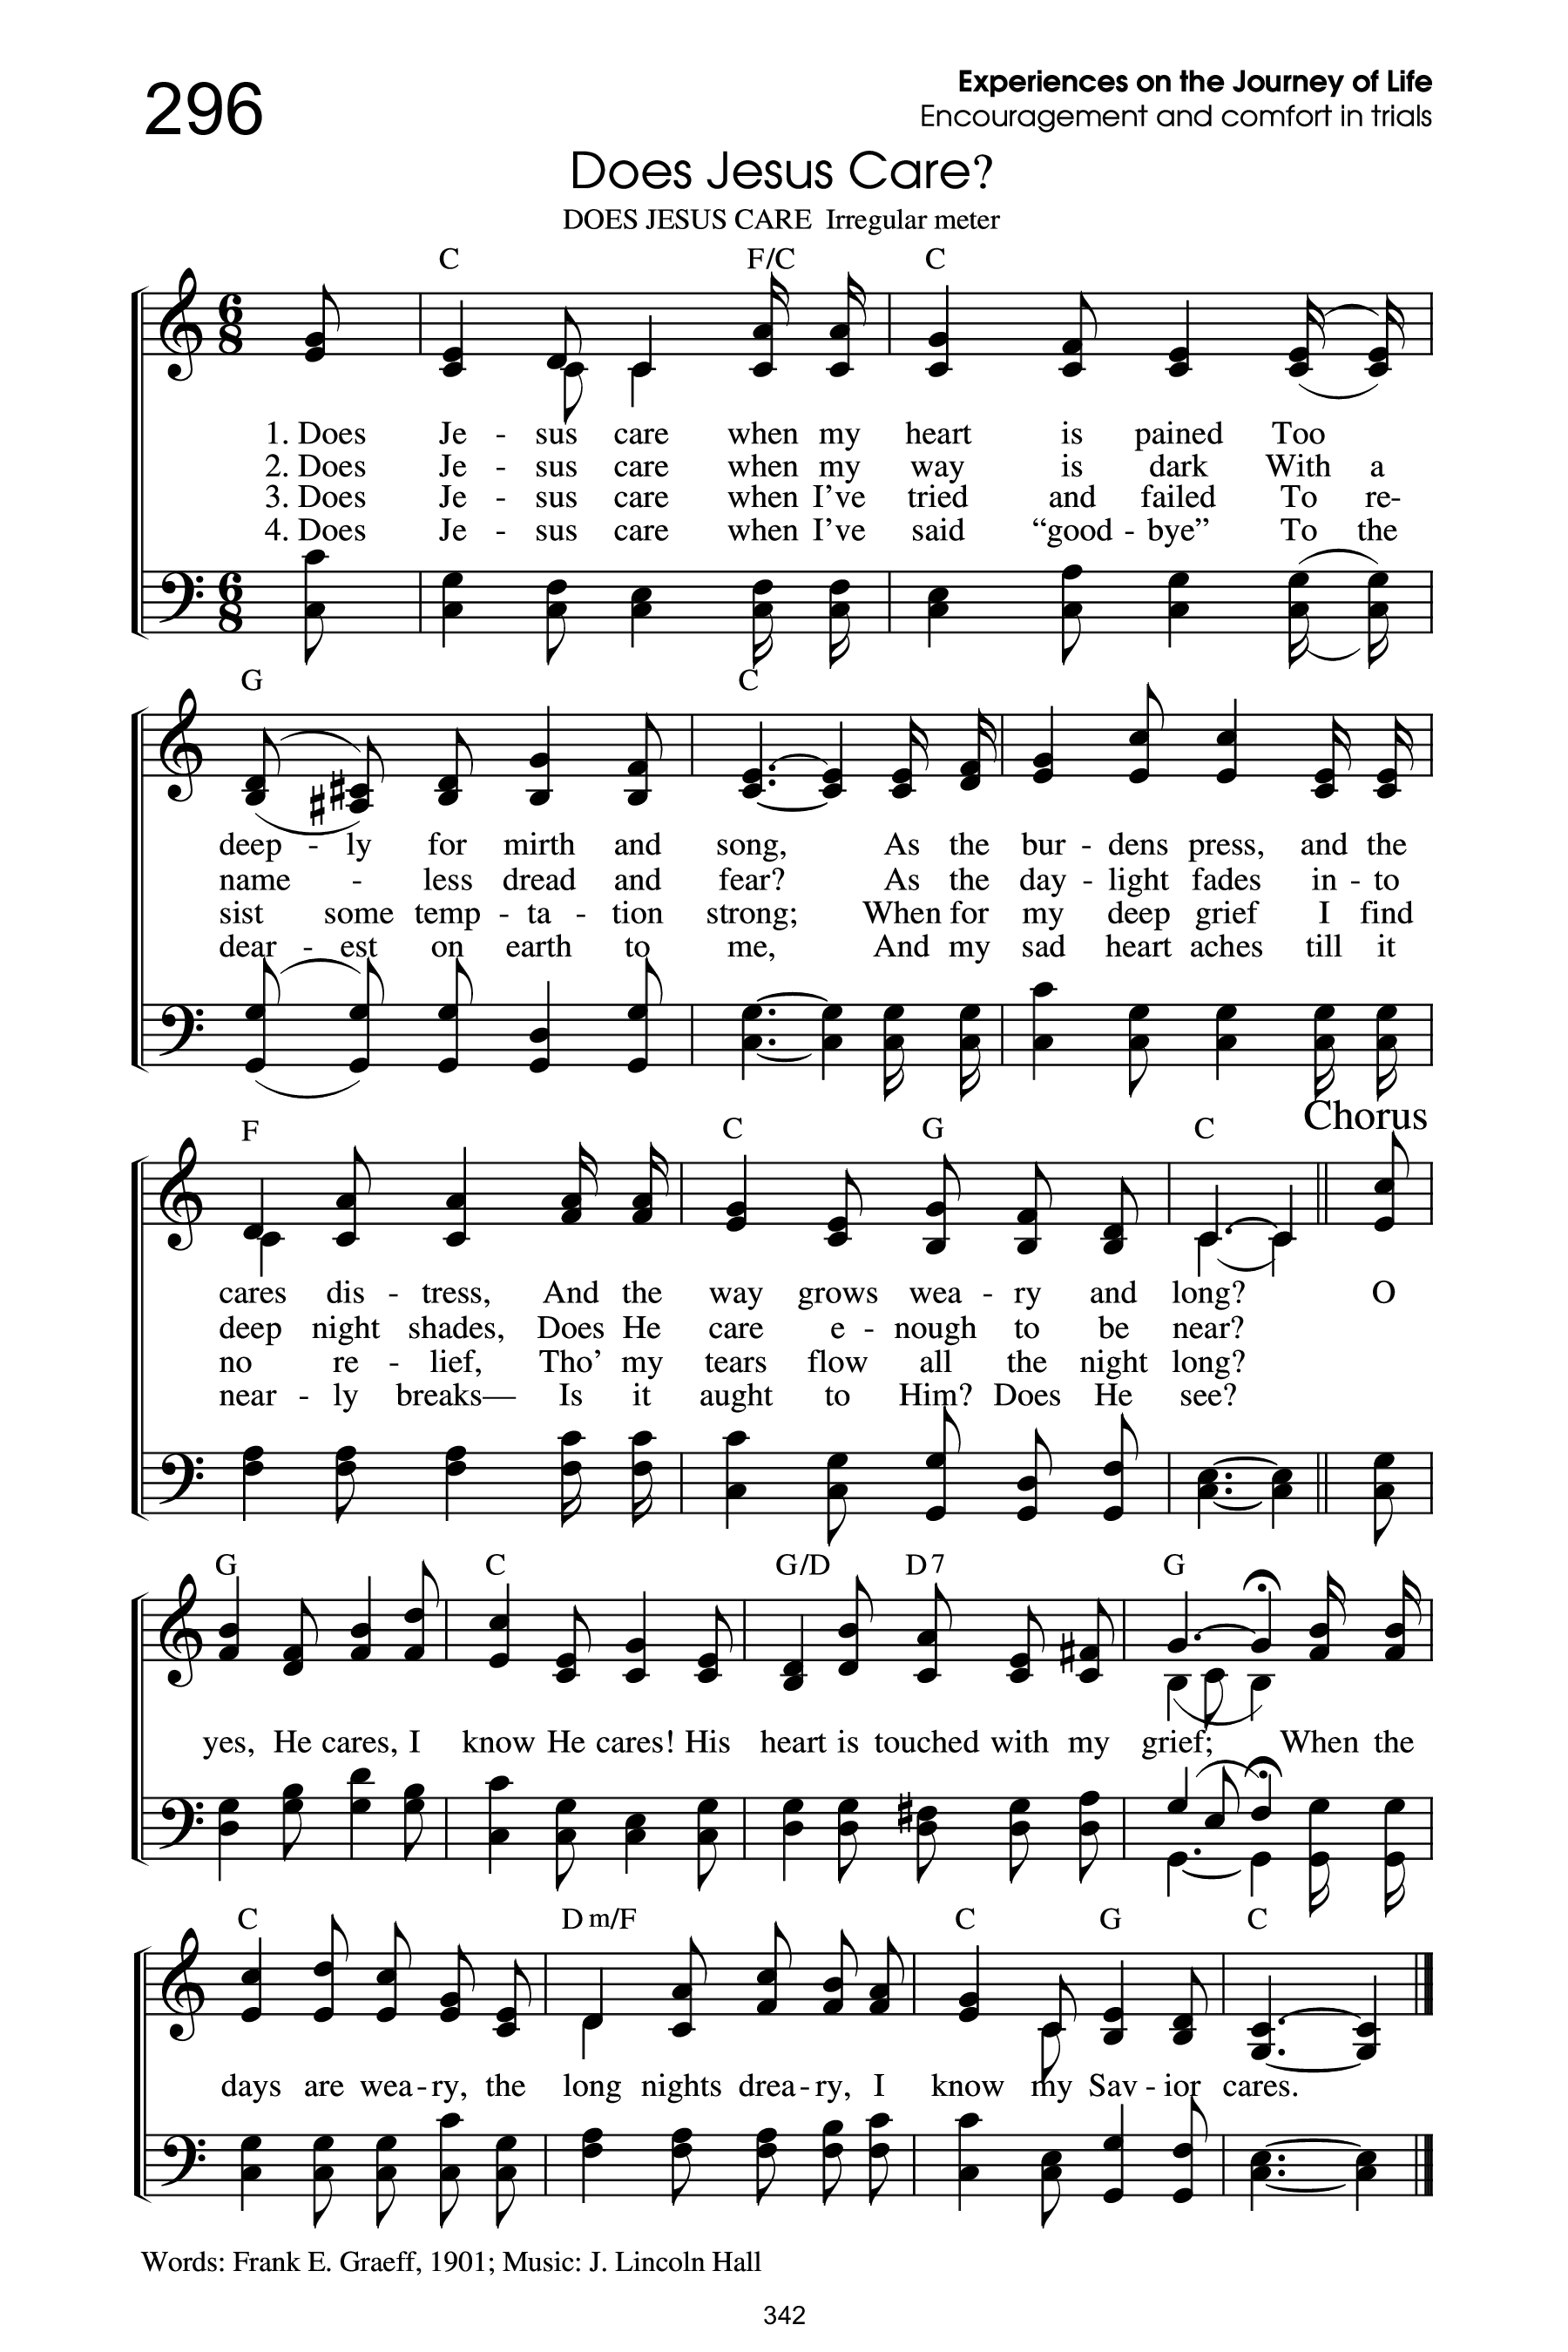 296
Experiences on the Journey of Life
Encouragement and comfort in trials
Does Jesus Care?
DOES JESUS CARE  Irregular meter
C F/C C
6 8
1. Does Je - sus care when my heart is pained Too
2. Does Je - sus care when my way is dark With a
3. Does Je - sus care when I’ve tried and failed To re-
4. Does Je - sus care when I’ve said “good - bye” To the
6 8
G C
deep - ly for mirth and song, As the bur - dens press, and the
name - less dread and fear? As the day - light fades in - to
sist some temp - ta - tion strong; When for my deep grief I find
dear - est on earth to me, And my sad heart aches till it
Chorus
F C G C
cares dis - tress, And the way grows wea - ry and long? O
deep night shades, Does He care e - nough to be near?
no re - lief, Tho’ my tears flow all the night long?
near - ly breaks— Is it aught to Him? Does He see?
G C G/D D7 G
yes, He cares, I know He cares! His heart is touched with my grief; When the
C Dm/F C G C
days are wea - ry, the long nights drea - ry, I know my Sav - ior cares.
Words: Frank E. Graeff, 1901; Music: J. Lincoln Hall
342